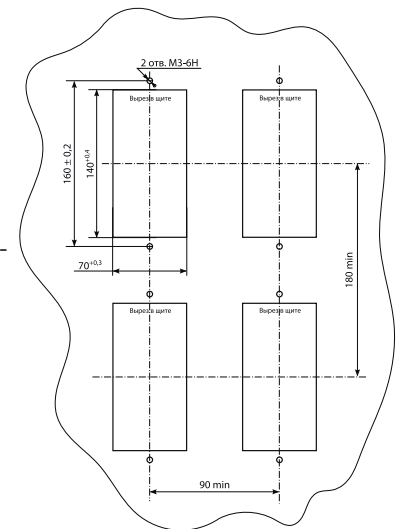 2 отв. М3-6Н
Вырез в щите
Вырез в щите
160 ± 0,2
140+0,4
70+0,3
180 min
Вырез в щите
Вырез в щите
90 min